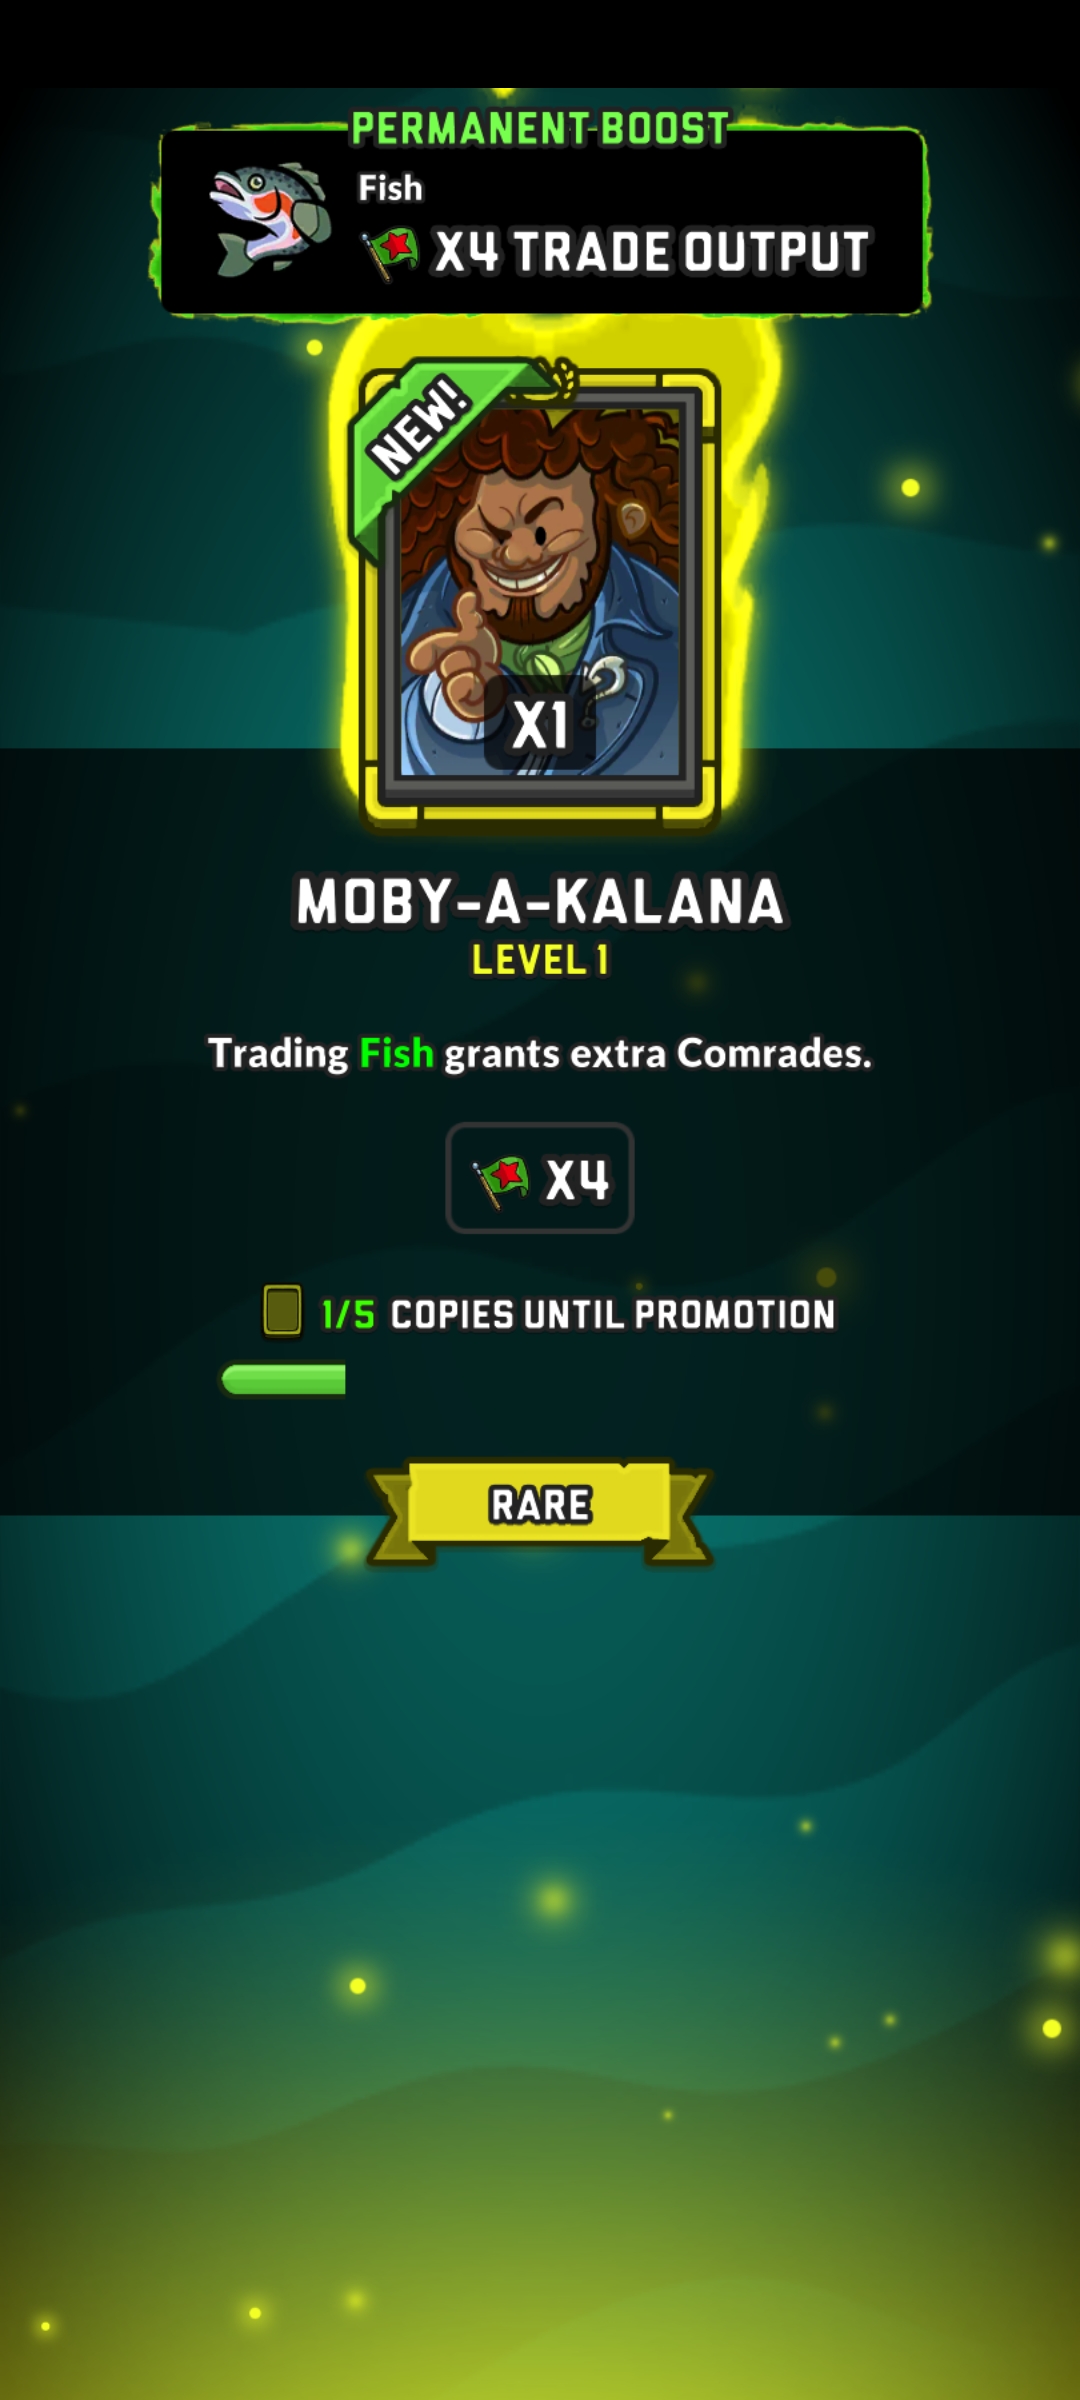 PERMANENT BOOST
Fish
X4 TRADE OUTPUT
NEW!
X1
MOBY-A-KALANA
LEVEL 1
Trading Fish grants extra Comrades.
X4
1/5 COPIES UNTIL PROMOTION
RARE